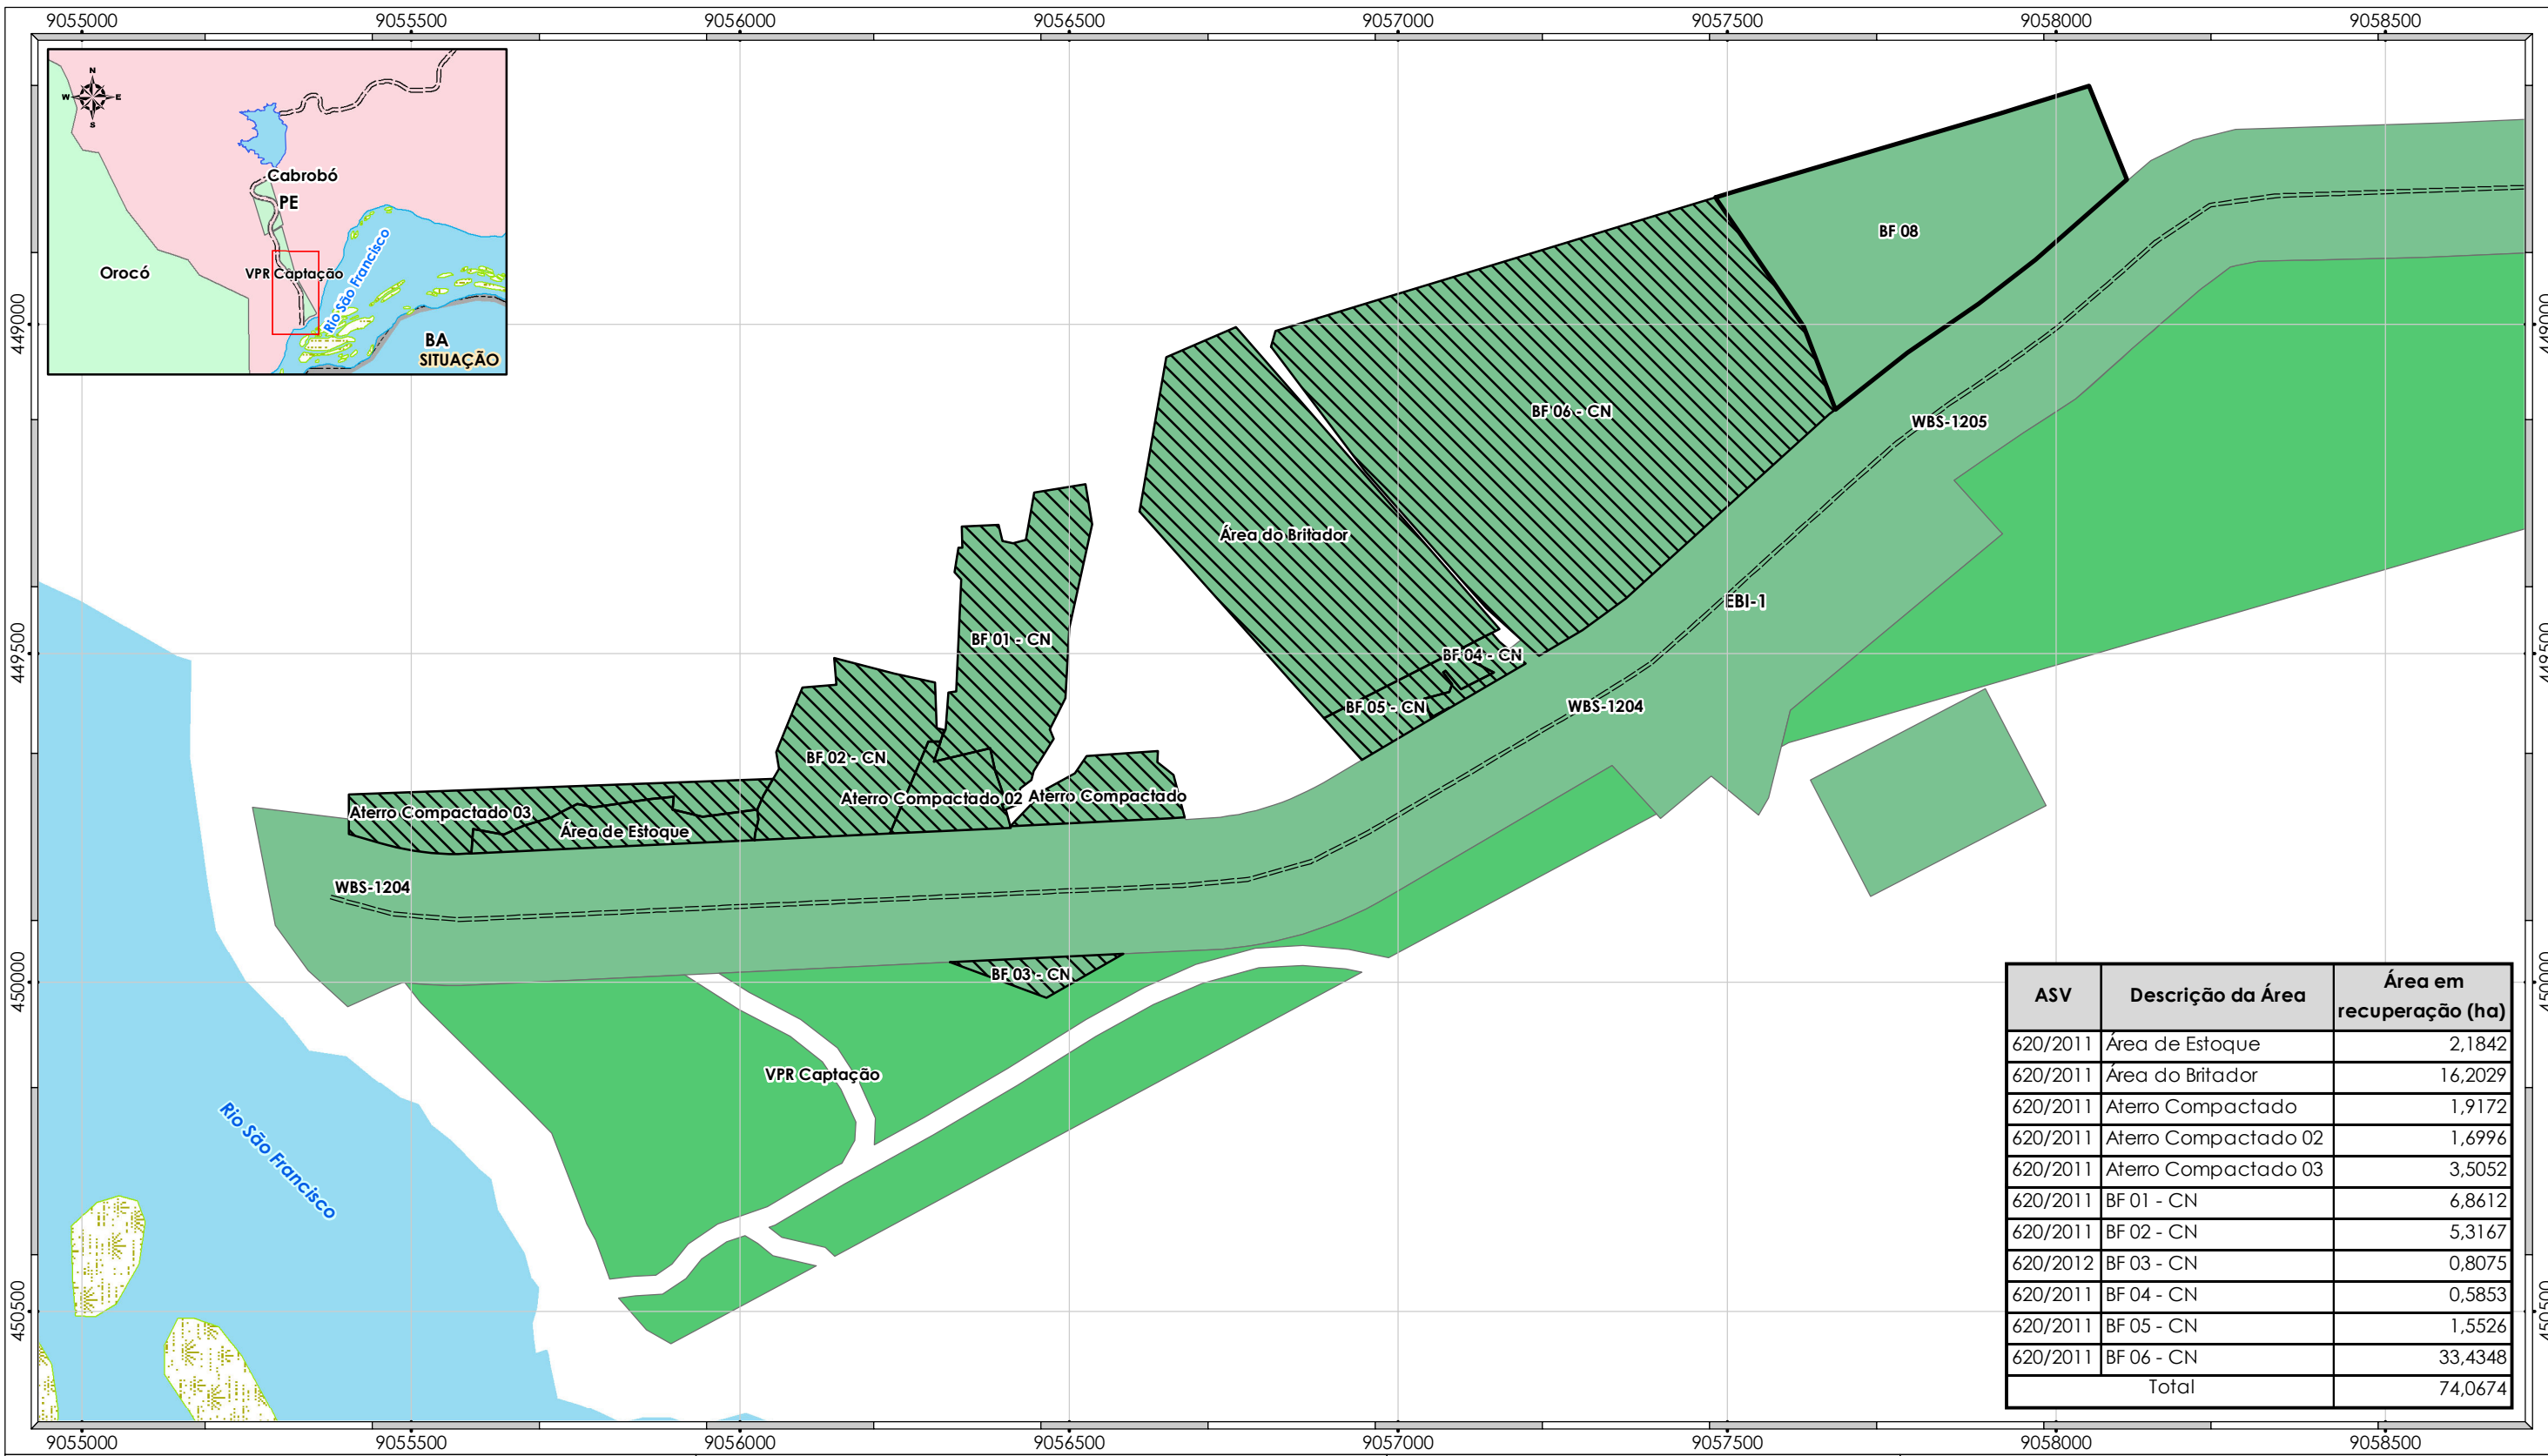 9055000 9055500 9056000 9056500 9057000 9057500 9058000 9058500
N
W E
S
Cabrobó
PE
Orocó
VPR Captação
Rio São Francisco
BA
SITUAÇÃO
449000
449000
BF 08
BF 06 - CN
WBS-1205
Área do Britador
EBI-1
BF 01 - CN
449500
449500
BF 04 - CN
BF 05 - CN
WBS-1204
BF 02 - CN
Aterro Compactado 02
Aterro Compactado
Aterro Compactado 03
Área de Estoque
WBS-1204
BF 03 - CN
450000
450000
VPR Captação
Rio São Francisco
450500
450500
ASV Descrição da Área Área em
recuperação (ha)
620/2011 Área de Estoque 2,1842
620/2011 Área do Britador 16,2029
620/2011 Aterro Compactado 1,9172
620/2011 Aterro Compactado 02 1,6996
620/2011 Aterro Compactado 03 3,5052
620/2011 BF 01 - CN 6,8612
620/2011 BF 02 - CN 5,3167
620/2012 BF 03 - CN 0,8075
620/2011 BF 04 - CN 0,5853
620/2011 BF 05 - CN 1,5526
620/2011 BF 06 - CN 33,4348
Total 74,0674
9055000 9055500 9056000 9056500 9057000 9057500 9058000 9058500